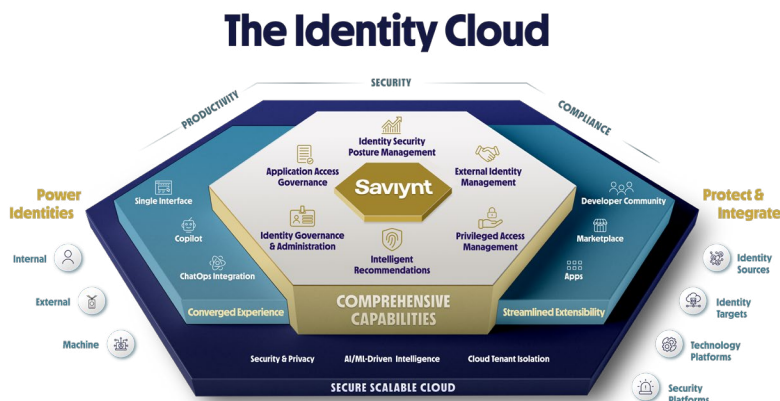 The Identity Cloud
SECURITY
PRODUCTIVITY
COMPLIANCE
Identity Security
Posture Management
Application Access
Governance
External Identity
Management
Saviynt
Identity Governance
& Administration
Privileged Access
Management
Intelligent
Recommendations
COMPREHENSIVE
CAPABILITIES
Single Interface
Copilot
ChatOps Integration
Converged Experience
Developer Community
Marketplace
Apps
Streamlined Extensibility
Power
Identities
Internal
External
Machine
Protect &
Integrate
Identity
Sources
Identity
Targets
Technology
Platforms
Security
Platforms
Security & Privacy
AI/ML-Driven Intelligence
Cloud Tenant Isolation
SECURE SCALABLE CLOUD